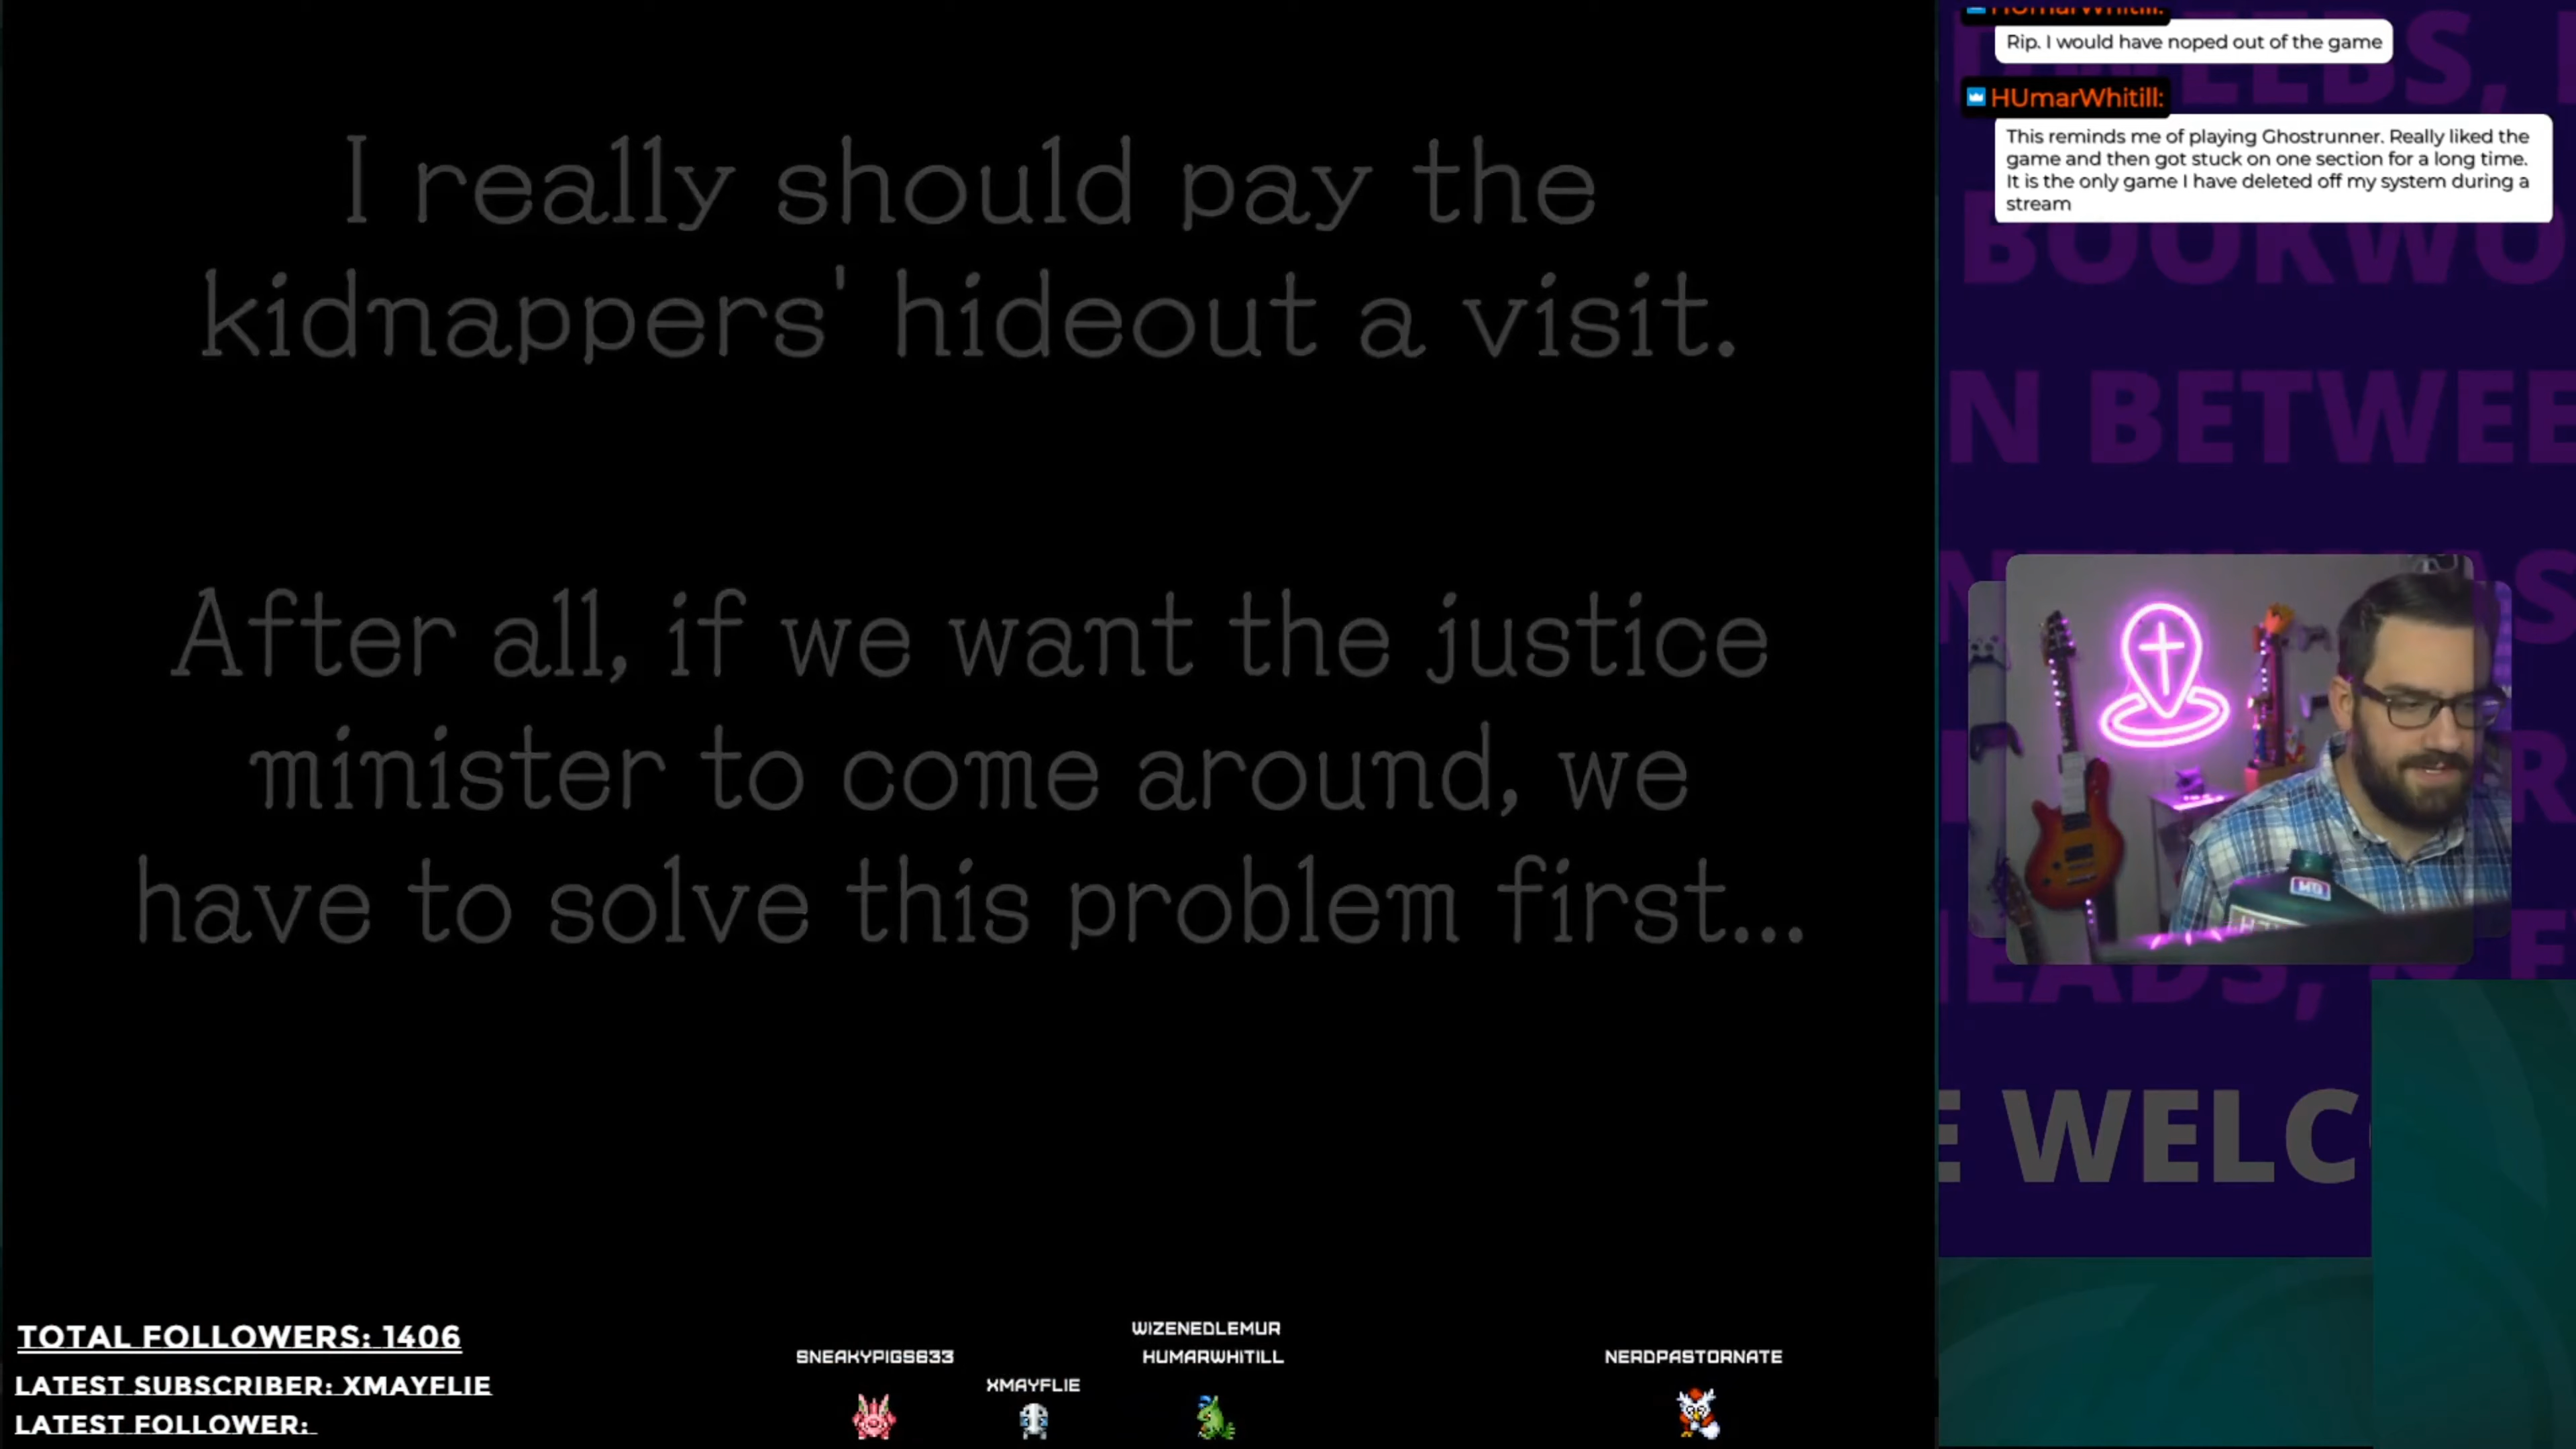 I really should pay the
kidnappers' hideout a visit.
After all, if we want the justice
minister to come around, we
have to solve this problem first...
HUmarWhitill:
Rip. I would have noped out of the game
HUmarWhitill:
This reminds me of playing Ghostrunner. Really liked the
game and then got stuck on one section for a long time.
It is the only game I have deleted off my system during a
stream
BOOKWO
N BETWEE
EADS,
E WELC
TOTAL FOLLOWERS: 1406
LATEST SUBSCRIBER: XMAYFLIE
LATEST FOLLOWER:
SNEAKYPIGS633
XMAYFLIE
WIZENEDLEMUR
HUMARWHITILL
NERDPASTORNATE